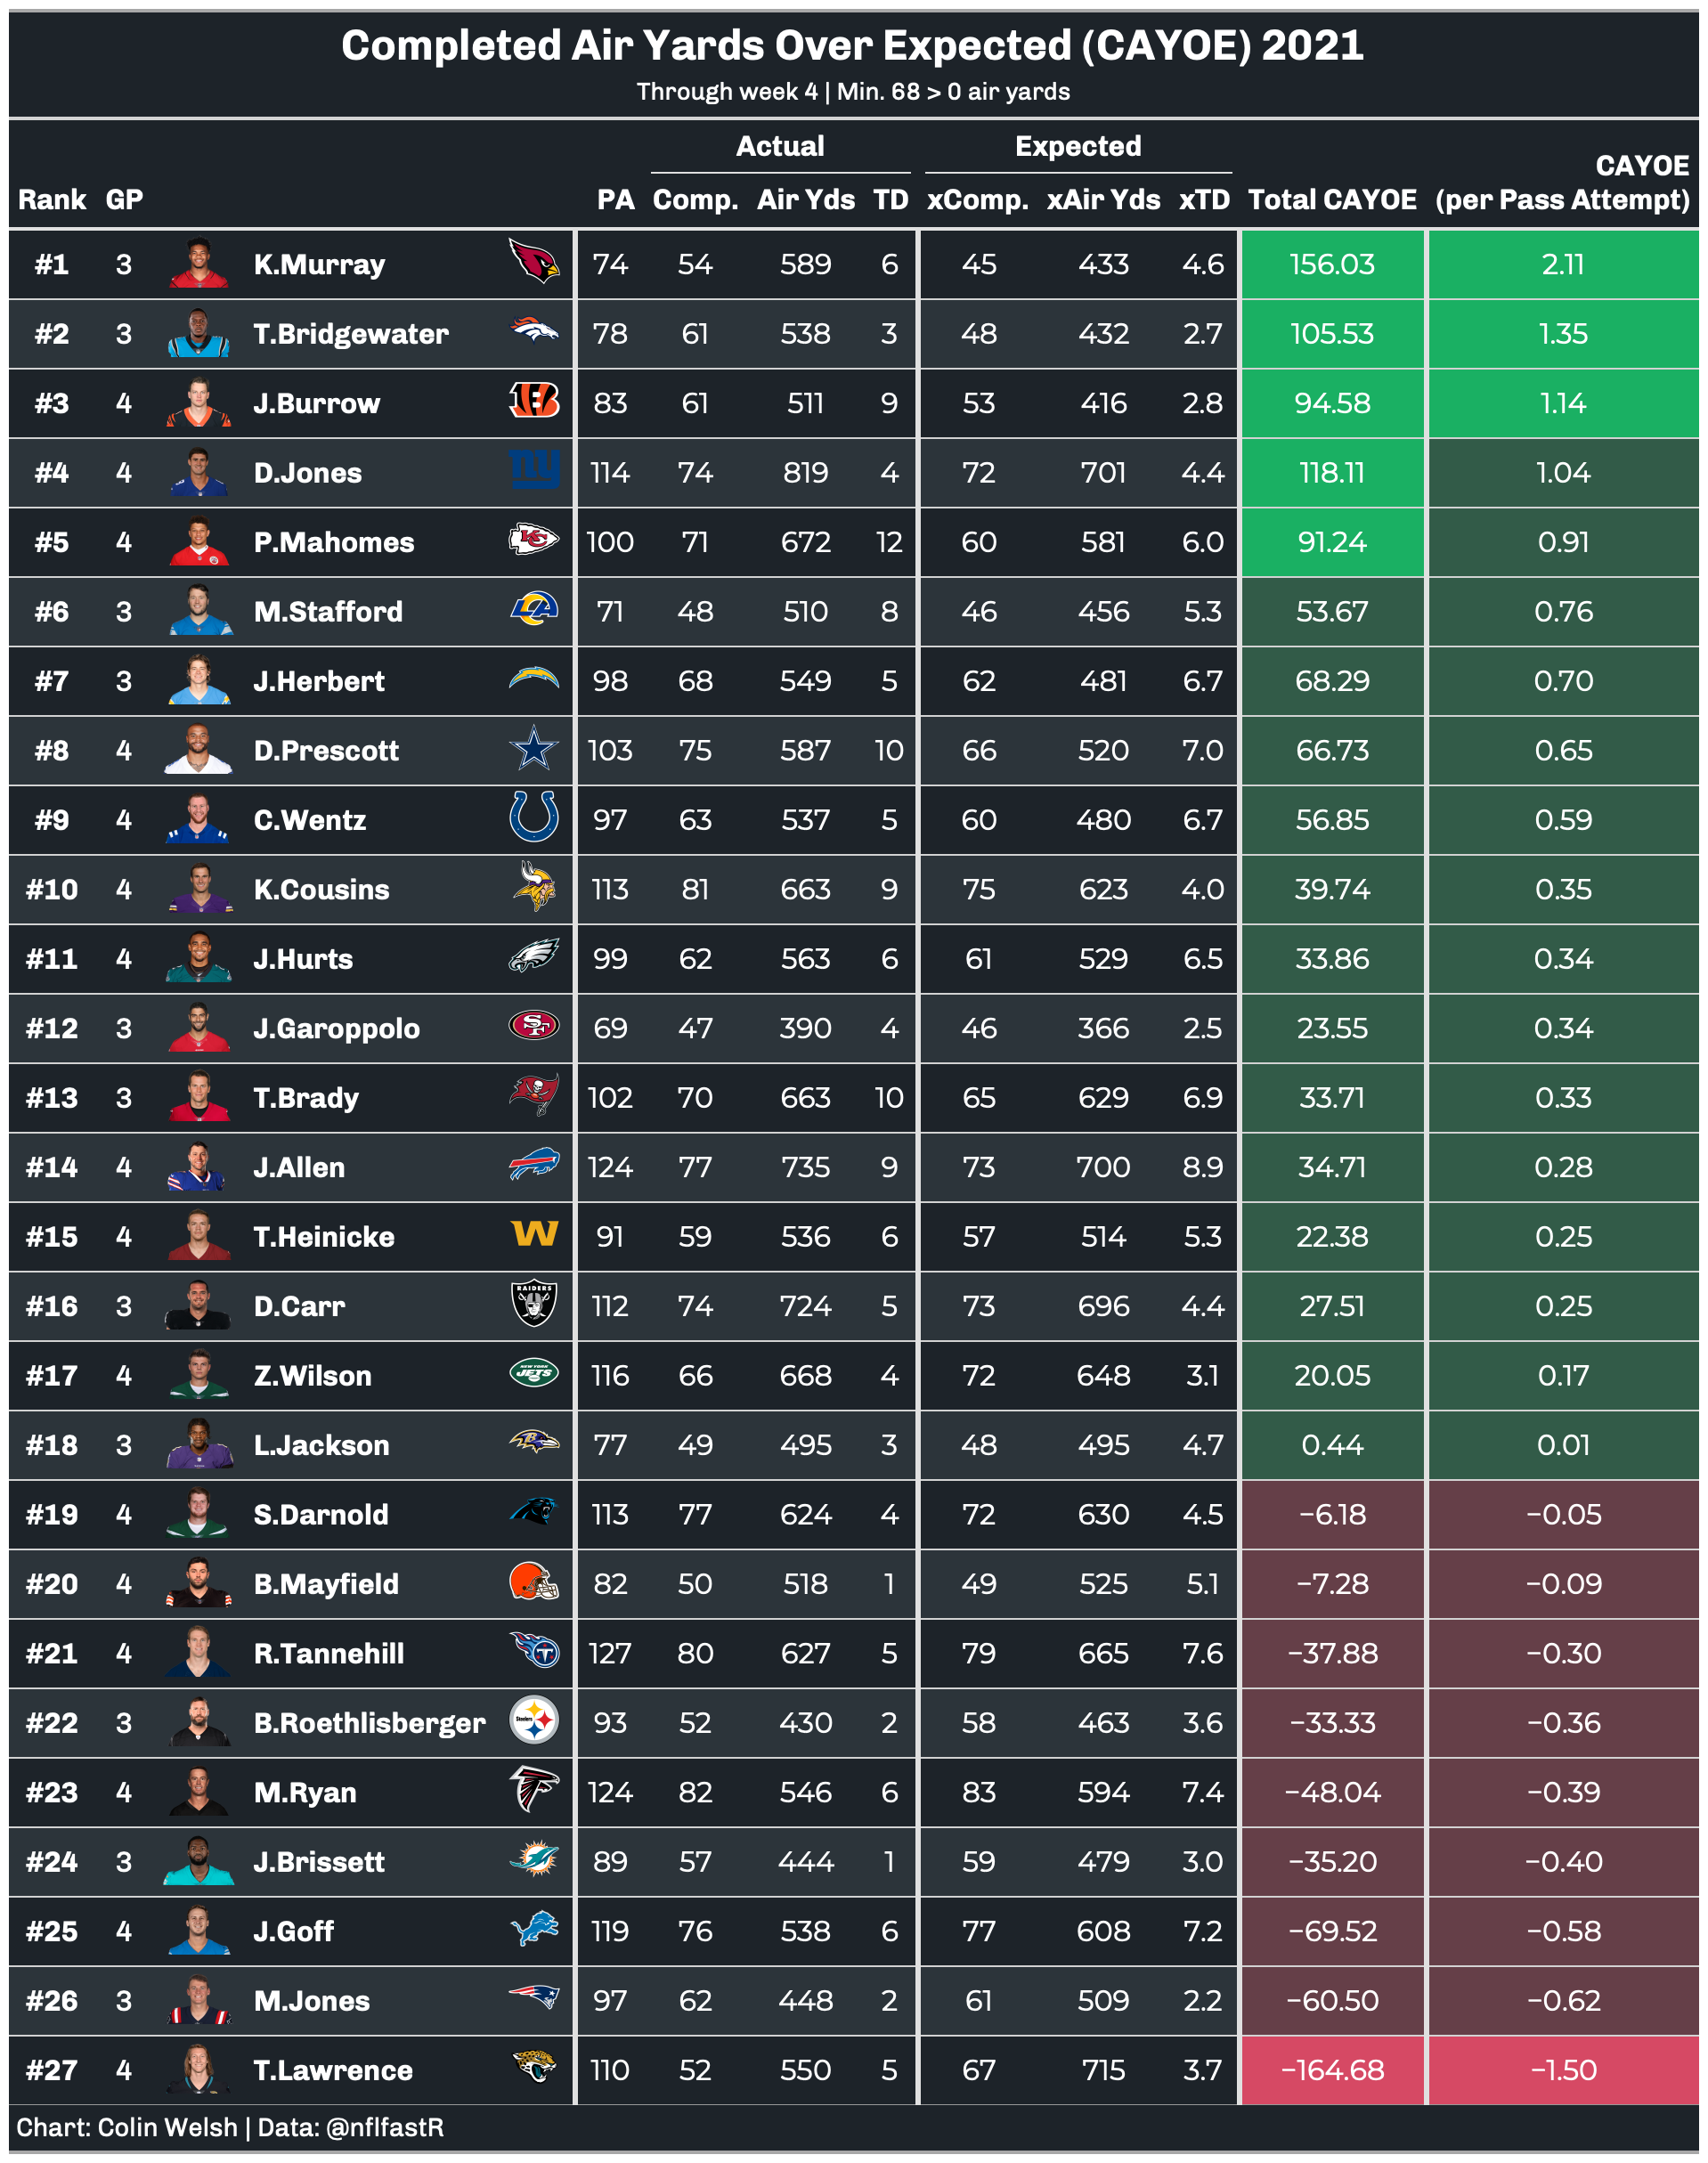 Completed Air Yards Over Expected (CAYOE) 2021
Through week 4 | Min. 68 > 0 air yards
Actual Expected CAYOE
Rank GP PA Comp. Air Yds TD xComp. xAir Yds xTD Total CAYOE (per Pass Attempt)
#1 3 K.Murray 74 54 589 6 45 433 4.6 156.03 2.11
#2 3 T.Bridgewater 78 61 538 3 48 432 2.7 105.53 1.35
#3 4 J.Burrow B 83 61 511 9 53 416 2.8 94.58 1.14
#4 4 D.Jones ny 114 74 819 4 72 701 4.4 118.11 1.04
#5 4 P.Mahomes KC 100 71 672 12 60 581 6.0 91.24 0.91
#6 3 M.Stafford LA 71 48 510 8 46 456 5.3 53.67 0.76
#7 3 J.Herbert 98 68 549 5 62 481 6.7 68.29 0.70
#8 4 D.Prescott 103 75 587 10 66 520 7.0 66.73 0.65
#9 4 C.Wentz 97 63 537 5 60 480 6.7 56.85 0.59
#10 4 K.Cousins 113 81 663 9 75 623 4.0 39.74 0.35
#11 4 J.Hurts 99 62 563 6 61 529 6.5 33.86 0.34
#12 3 J.Garoppolo SF 69 47 390 4 46 366 2.5 23.55 0.34
#13 3 T.Brady 102 70 663 10 65 629 6.9 33.71 0.33
#14 4 J.Allen 124 77 735 9 73 700 8.9 34.71 0.28
#15 4 T.Heinicke W 91 59 536 6 57 514 5.3 22.38 0.25
#16 3 D.Carr RAIDERS 112 74 724 5 73 696 4.4 27.51 0.25
#17 4 Z.Wilson NEW YORK JETS 116 66 668 4 72 648 3.1 20.05 0.17
#18 3 L.Jackson B 77 49 495 3 48 495 4.7 0.44 0.01
#19 4 S.Darnold 113 77 624 4 72 630 4.5 −6.18 −0.05
#20 4 B.Mayfield 82 50 518 1 49 525 5.1 −7.28 −0.09
#21 4 R.Tannehill T 127 80 627 5 79 665 7.6 −37.88 −0.30
#22 3 B.Roethlisberger Steelers 93 52 430 2 58 463 3.6 −33.33 −0.36
#23 4 M.Ryan 124 82 546 6 83 594 7.4 −48.04 −0.39
#24 3 J.Brissett 89 57 444 1 59 479 3.0 −35.20 −0.40
#25 4 J.Goff 119 76 538 6 77 608 7.2 −69.52 −0.58
#26 3 M.Jones 97 62 448 2 61 509 2.2 −60.50 −0.62
#27 4 T.Lawrence 110 52 550 5 67 715 3.7 −164.68 −1.50
Chart: Colin Welsh | Data: @nflfastR